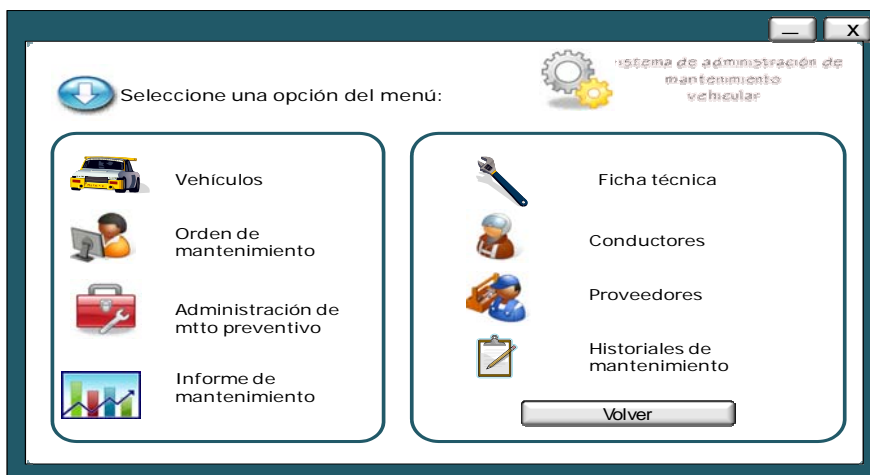 X
istema de administración de
mantenimiento
vehicular
Seleccione una opción del menú:
Vehículos
Orden de
mantenimiento
Administración de
mtto preventivo
Informe de
mantenimiento
Ficha técnica
Conductores
Proveedores
Historiales de
mantenimiento
Volver